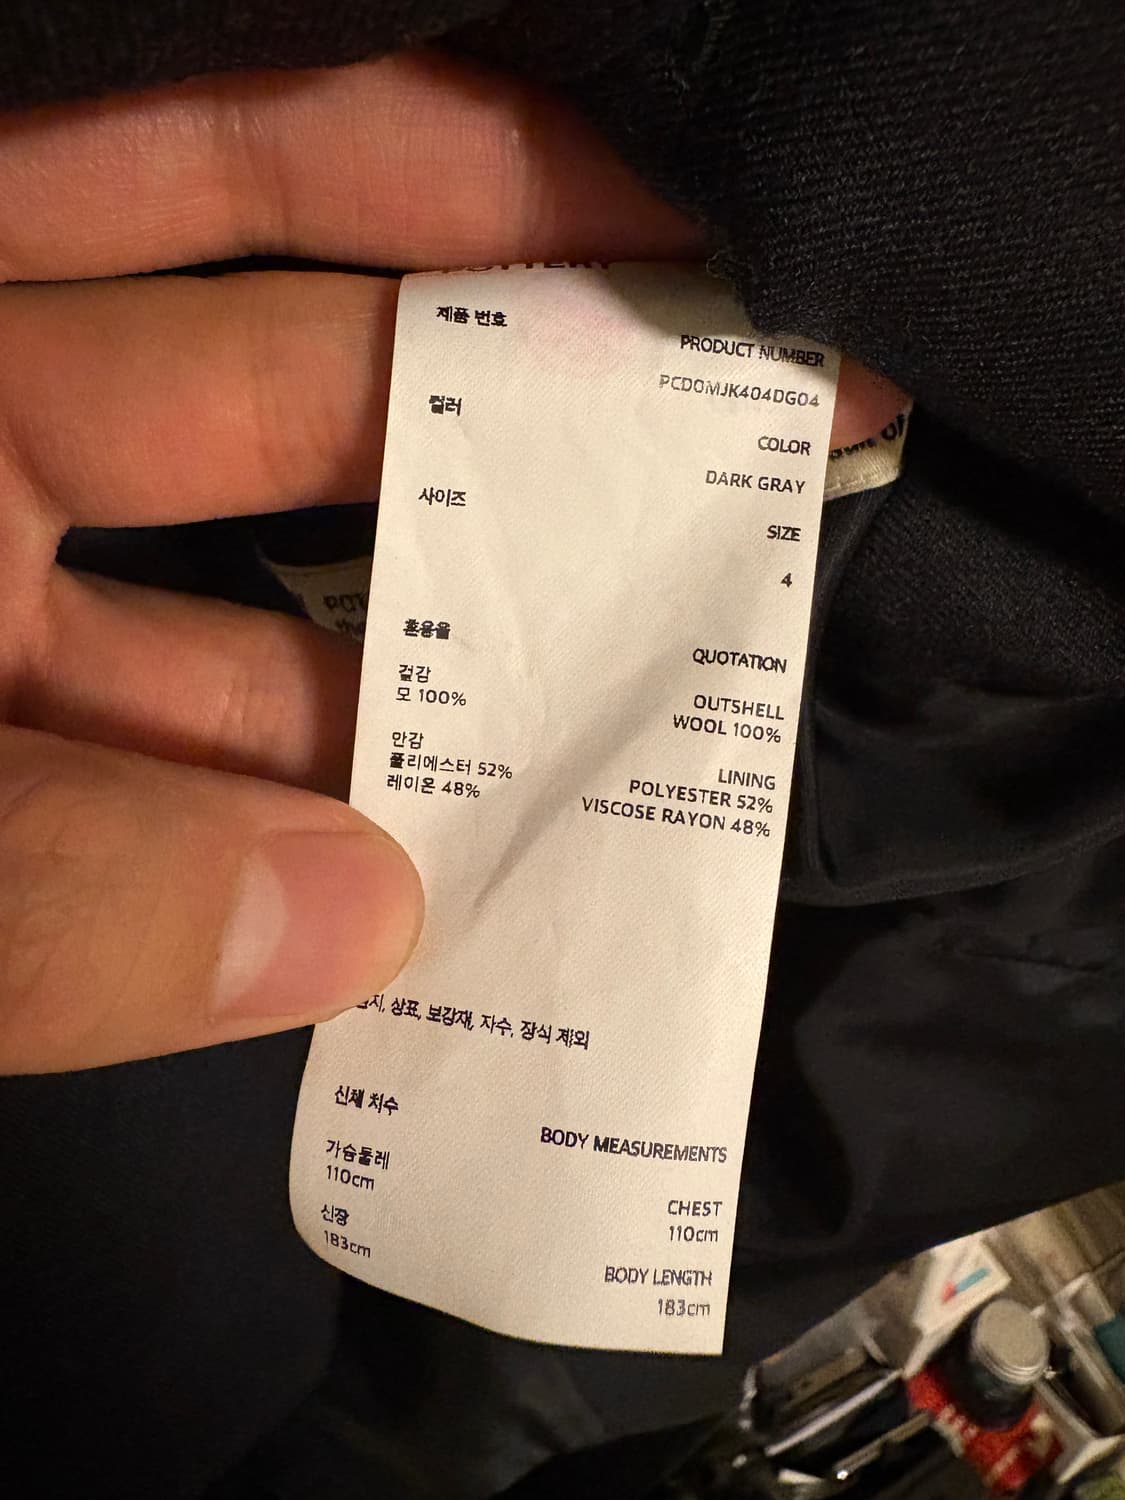 제품 번호
PRODUCT NUMBER
PCDOMJK404DG04
컬러
COLOR
DARK GRAY
사이즈
SIZE
4
혼용율
QUOTATION
겉감
모 100%
OUTSHELL
WOOL 100%
안감
폴리에스터 52%
레이온 48%
LINING
POLYESTER 52%
VISCOSE RAYON 48%
상표, 보강재, 자수, 장식 제외
신체 치수
BODY MEASUREMENTS
가슴둘레
110cm
CHEST
110cm
신장
183cm
BODY LENGTH
183cm